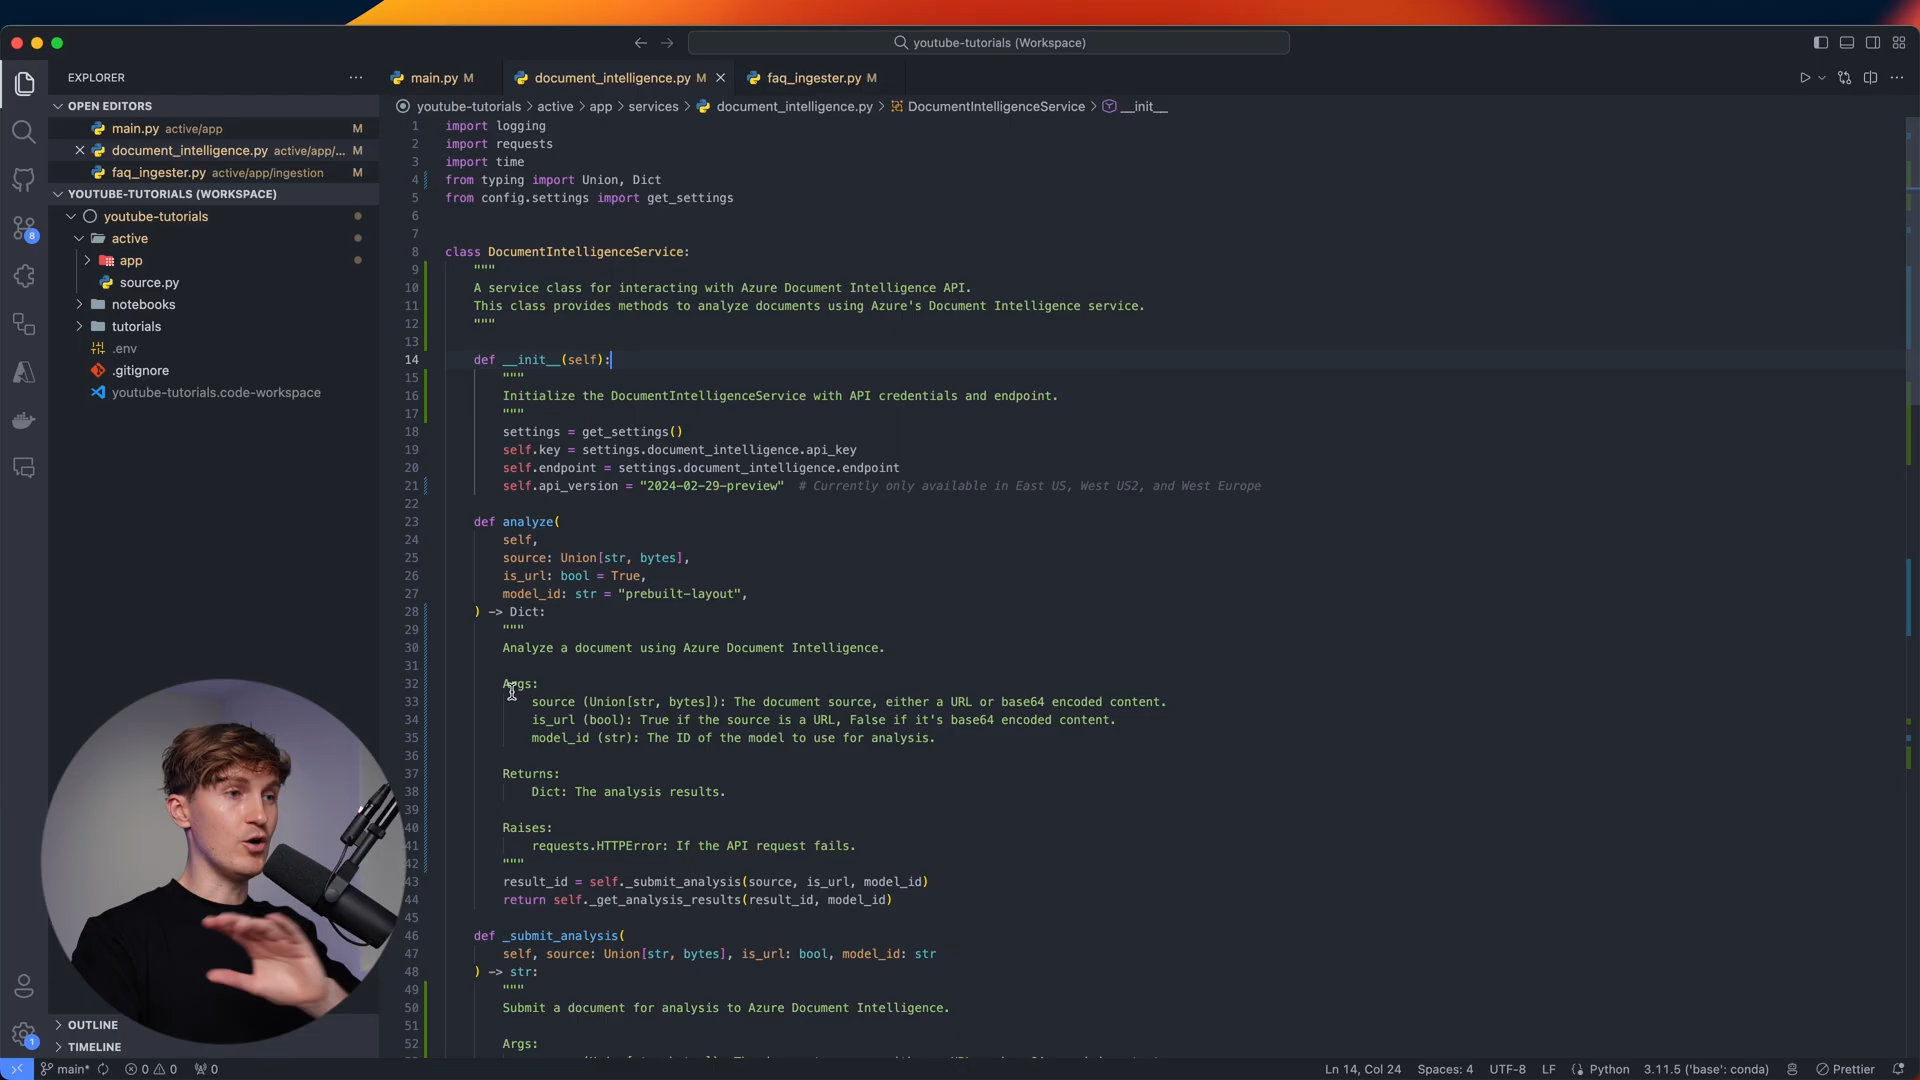 youtube-tutorials (Workspace)
EXPLORER
OPEN EDITORS
main.py active/app M
document_intelligence.py active/app/... M
faq_ingester.py active/app/ingestion M
YOUTUBE-TUTORIALS (WORKSPACE)
youtube-tutorials
active
app
source.py
notebooks
tutorials
.env
.gitignore
youtube-tutorials.code-workspace
OUTLINE
TIMELINE
8
1
main.py M
document_intelligence.py M
faq_ingester.py M
youtube-tutorials > active > app > services > document_intelligence.py > DocumentIntelligenceService > __init__
1 import logging
2 import requests
3 import time
4 from typing import Union, Dict
5 from config.settings import get_settings
6
7
8 class DocumentIntelligenceService:
9 """
10 A service class for interacting with Azure Document Intelligence API.
11 This class provides methods to analyze documents using Azure's Document Intelligence service.
12 """
13
14 def __init__(self):
15 """
16 Initialize the DocumentIntelligenceService with API credentials and endpoint.
17 """
18 settings = get_settings()
19 self.key = settings.document_intelligence.api_key
20 self.endpoint = settings.document_intelligence.endpoint
21 self.api_version = "2024-02-29-preview" # Currently only available in East US, West US2, and West Europe
22
23 def analyze(
24 self,
25 source: Union[str, bytes],
26 is_url: bool = True,
27 model_id: str = "prebuilt-layout",
28 ) -> Dict:
29 """
30 Analyze a document using Azure Document Intelligence.
31
32 Args:
33 source (Union[str, bytes]): The document source, either a URL or base64 encoded content.
34 is_url (bool): True if the source is a URL, False if it's base64 encoded content.
35 model_id (str): The ID of the model to use for analysis.
36
37 Returns:
38 Dict: The analysis results.
39
40 Raises:
41 requests.HTTPError: If the API request fails.
42 """
43 result_id = self._submit_analysis(source, is_url, model_id)
44 return self._get_analysis_results(result_id, model_id)
45
46 def _submit_analysis(
47 self, source: Union[str, bytes], is_url: bool, model_id: str
48 ) -> str:
49 """
50 Submit a document for analysis to Azure Document Intelligence.
51
52 Args:
main* 0 0 0 Ln 14, Col 24 Spaces: 4 UTF-8 LF Python 3.11.5 ('base': conda) Prettier